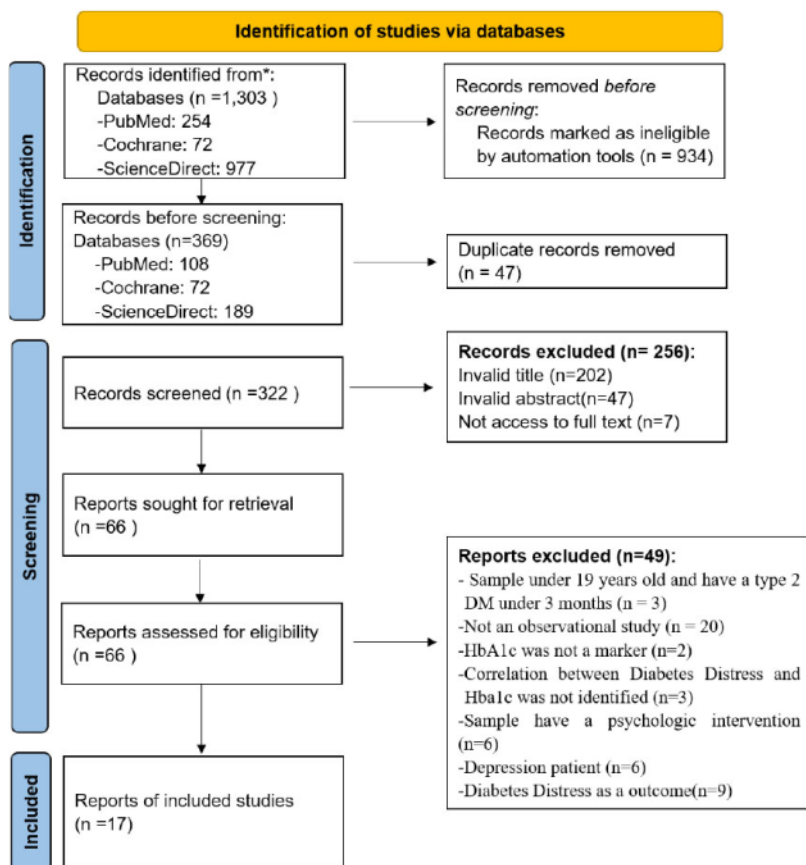 Identification of studies via databases
Identification
Records identified from*:
Databases (n =1,303 )
-PubMed: 254
-Cochrane: 72
-ScienceDirect: 977
Records removed before
screening:
Records marked as ineligible
by automation tools (n = 934)
Records before screening:
Databases (n=369)
-PubMed: 108
-Cochrane: 72
-ScienceDirect: 189
Duplicate records removed
(n = 47)
Screening
Records screened (n =322 )
Records excluded (n= 256):
Invalid title (n=202)
Invalid abstract(n=47)
Not access to full text (n=7)
Reports sought for retrieval
(n =66 )
Reports assessed for eligibility
(n =66)
Reports excluded (n=49):
- Sample under 19 years old and have a type 2
DM under 3 months (n = 3)
-Not an observational study (n = 20)
-HbA1c was not a marker (n=2)
-Correlation between Diabetes Distress and
Hba1c was not identified (n=3)
-Sample have a psychologic intervention
(n=6)
-Depression patient (n=6)
-Diabetes Distress as a outcome(n=9)
Included
Reports of included studies
(n =17)